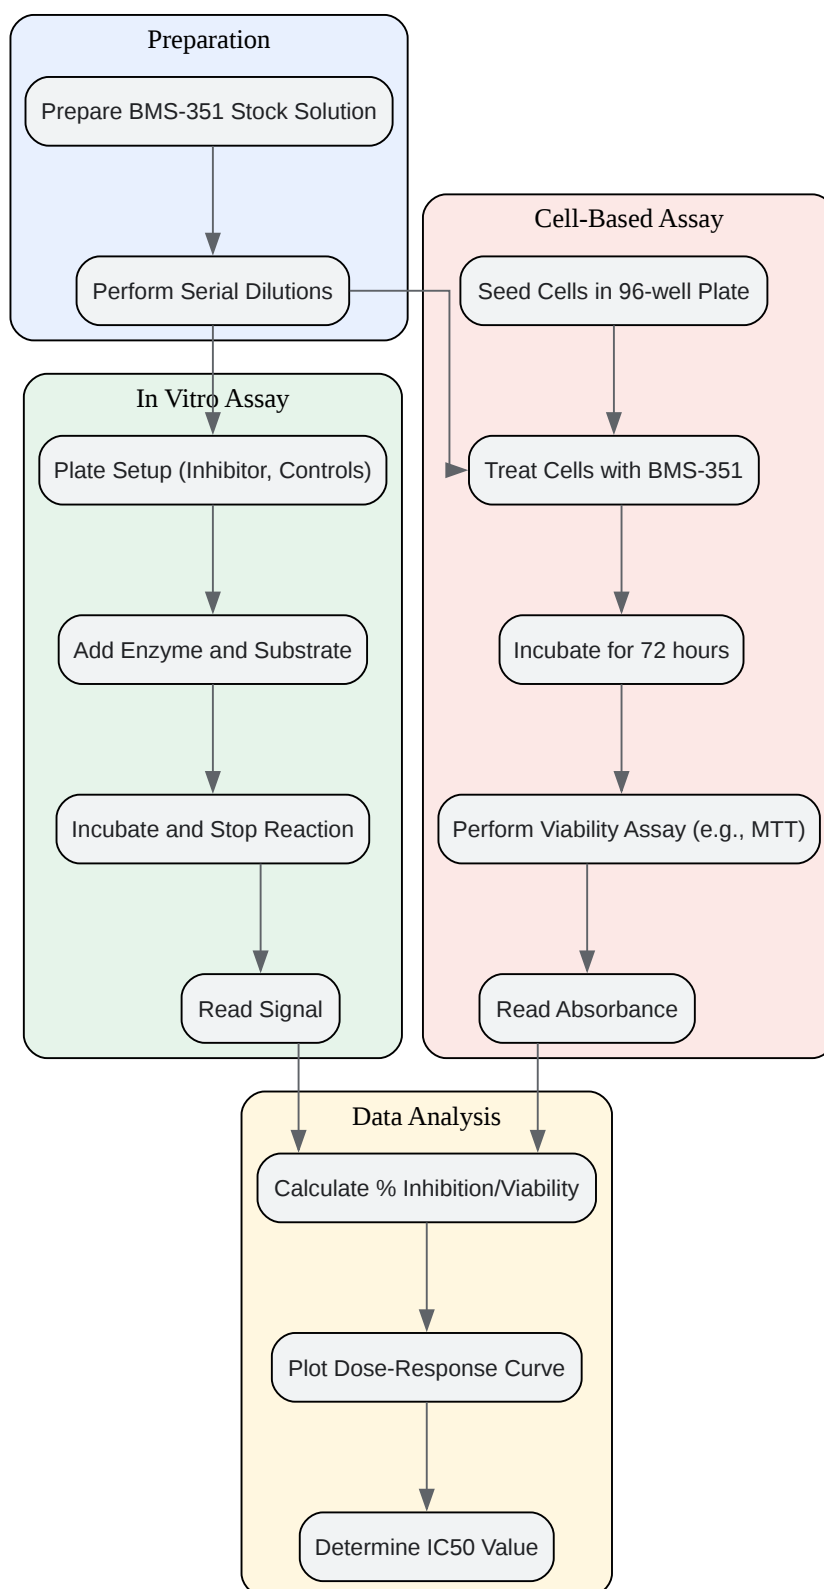 Preparation
Prepare BMS-351 Stock Solution
Perform Serial Dilutions
Cell-Based Assay
Seed Cells in 96-well Plate
Treat Cells with BMS-351
Incubate for 72 hours
Perform Viability Assay (e.g., MTT)
Read Absorbance
In Vitro Assay
Plate Setup (Inhibitor, Controls)
Add Enzyme and Substrate
Incubate and Stop Reaction
Read Signal
Data Analysis
Calculate % Inhibition/Viability
Plot Dose-Response Curve
Determine IC50 Value